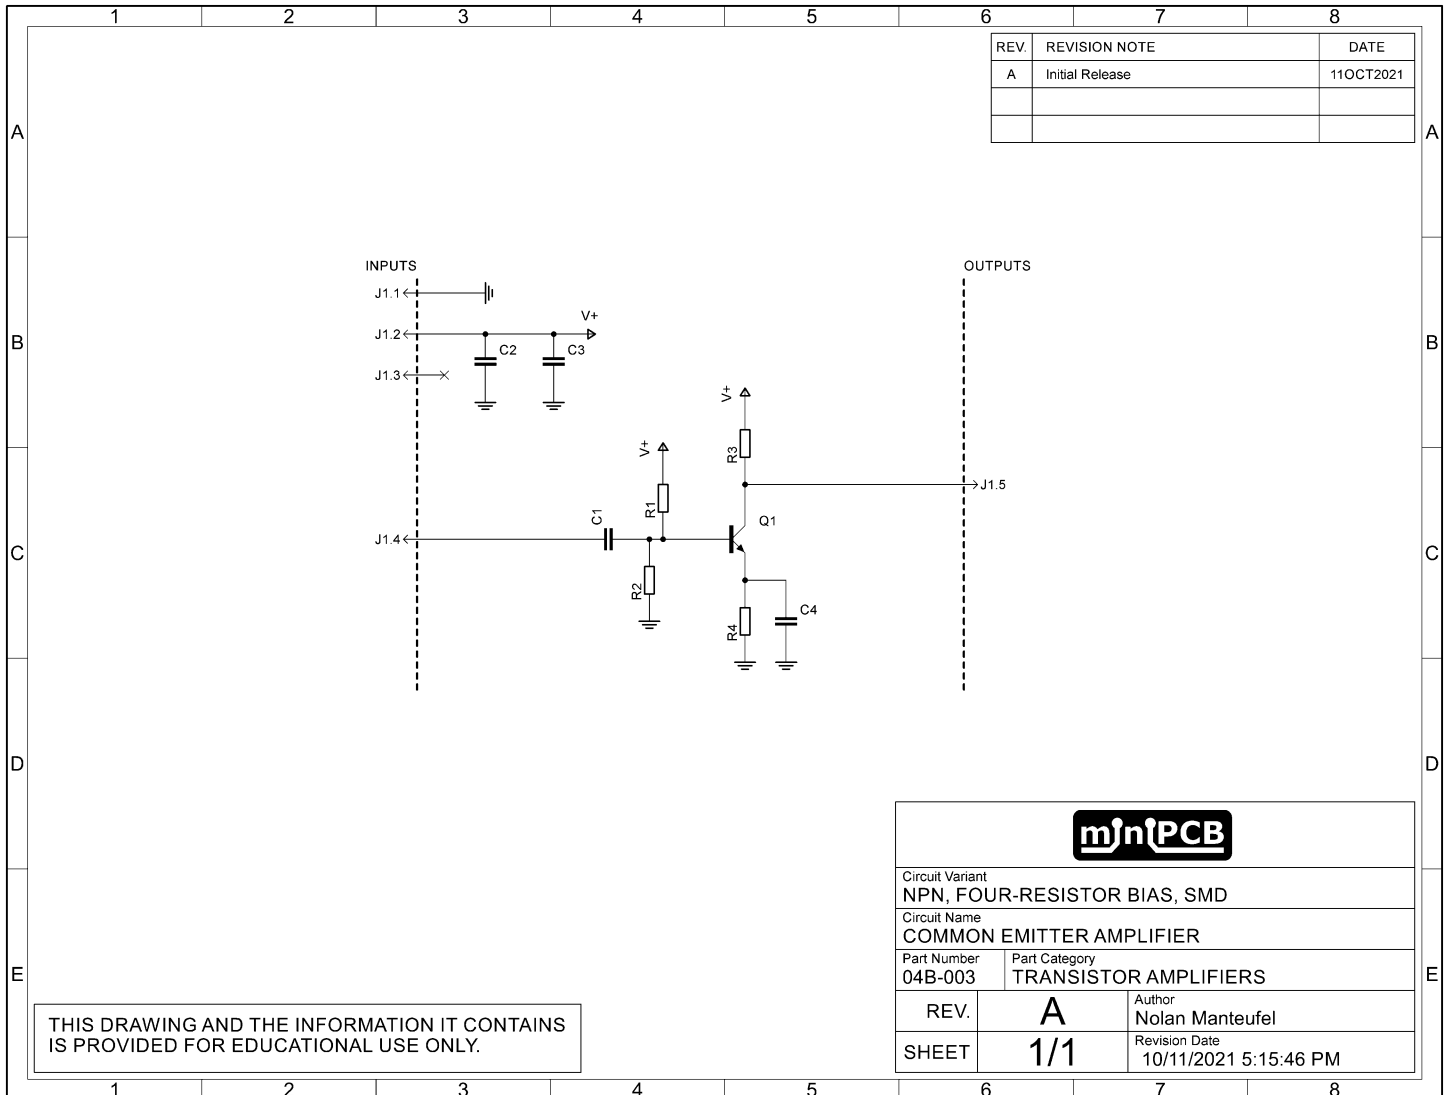 1 2 3 4 5 6 7 8
REV. REVISION NOTE DATE
A Initial Release 11OCT2021
A A
INPUTS OUTPUTS
J1.1
V+
J1.2
B B
C2 C3
J1.3
V+
V+
R3
J1.5
R1
C1
Q1
J1.4
C C
R2
C4
R4
D D
miniPCB
Circuit Variant
NPN, FOUR-RESISTOR BIAS, SMD
Circuit Name
COMMON EMITTER AMPLIFIER
Part Number Part Category
04B-003 TRANSISTOR AMPLIFIERS
E E
REV. A Author
Nolan Manteufel
SHEET 1/1 Revision Date
10/11/2021 5:15:46 PM
THIS DRAWING AND THE INFORMATION IT CONTAINS
IS PROVIDED FOR EDUCATIONAL USE ONLY.
1 2 3 4 5 6 7 8